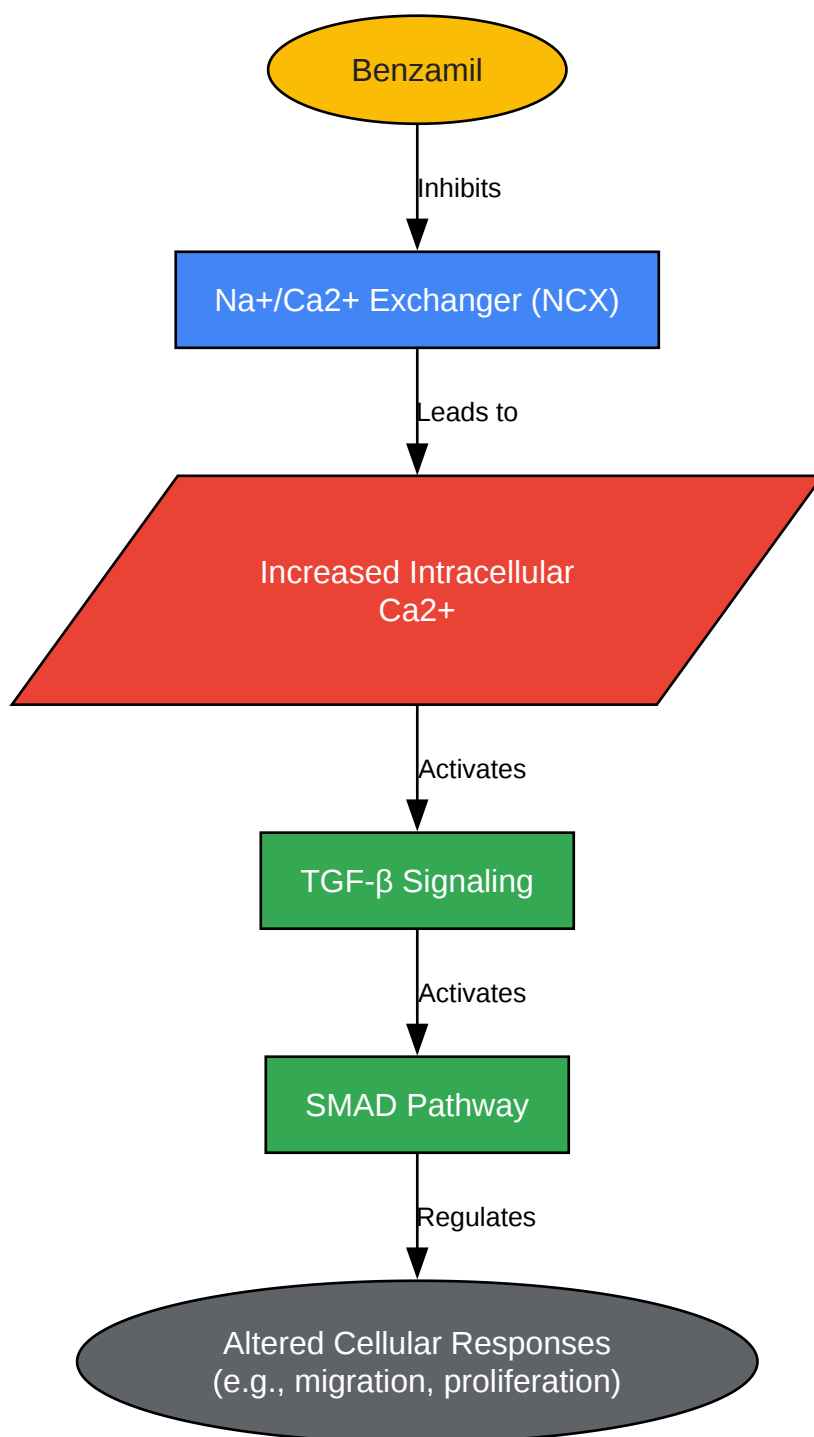 Benzamil
Inhibits
Na+/Ca2+ Exchanger (NCX)
Leads to
Increased Intracellular
Ca2+
Activates
TGF-β Signaling
Activates
SMAD Pathway
Regulates
Altered Cellular Responses
(e.g., migration, proliferation)